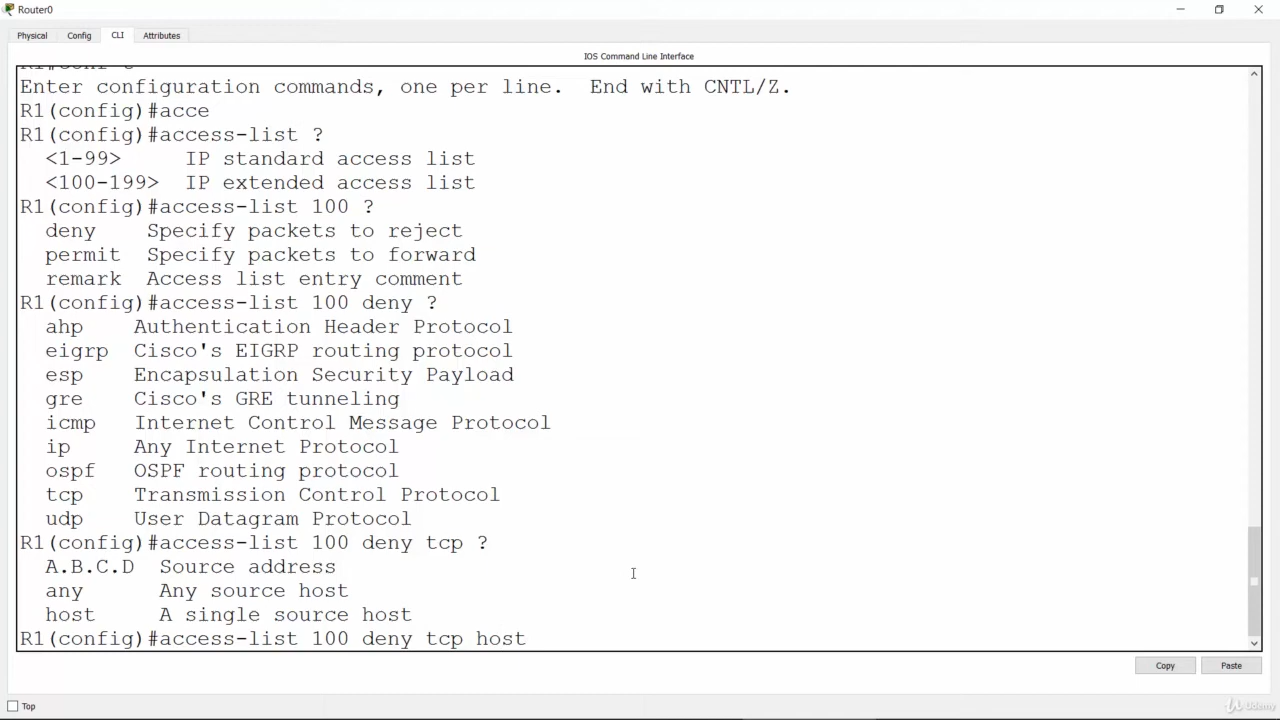 Router0
Physical Config CLI Attributes
IOS Command Line Interface
Enter configuration commands, one per line.  End with CNTL/Z.
R1(config)#acce
R1(config)#access-list ?
<1-99> IP standard access list
<100-199> IP extended access list
R1(config)#access-list 100 ?
deny Specify packets to reject
permit Specify packets to forward
remark Access list entry comment
R1(config)#access-list 100 deny ?
ahp Authentication Header Protocol
eigrp Cisco's EIGRP routing protocol
esp Encapsulation Security Payload
gre Cisco's GRE tunneling
icmp Internet Control Message Protocol
ip Any Internet Protocol
ospf OSPF routing protocol
tcp Transmission Control Protocol
udp User Datagram Protocol
R1(config)#access-list 100 deny tcp ?
A.B.C.D Source address
any Any source host
host A single source host
R1(config)#access-list 100 deny tcp host
Copy Paste
Top
Udemy